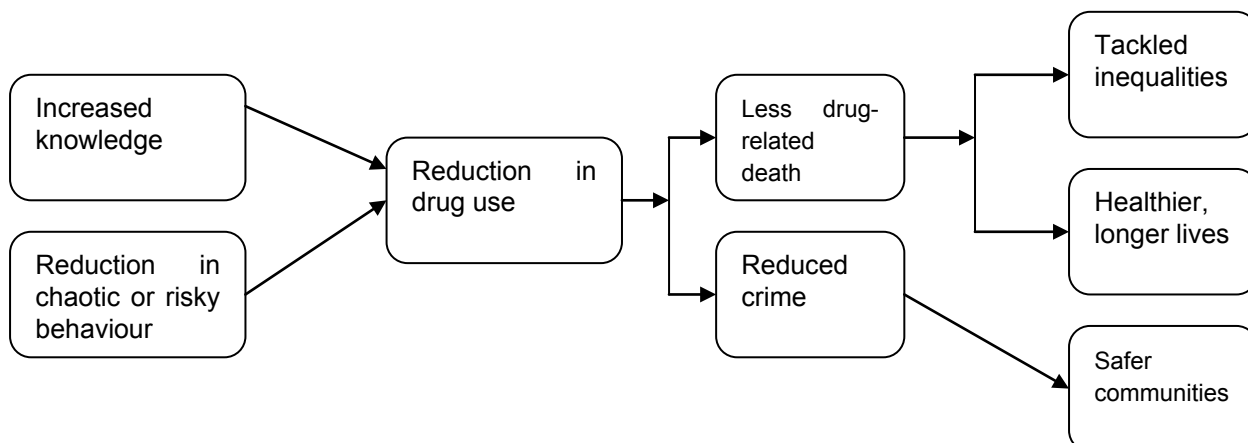 Increased
knowledge
Reduction in
chaotic or risky
behaviour
Reduction in
drug use
Less drug-
related
death
Reduced
crime
Tackled
inequalities
Healthier,
longer lives
Safer
communities